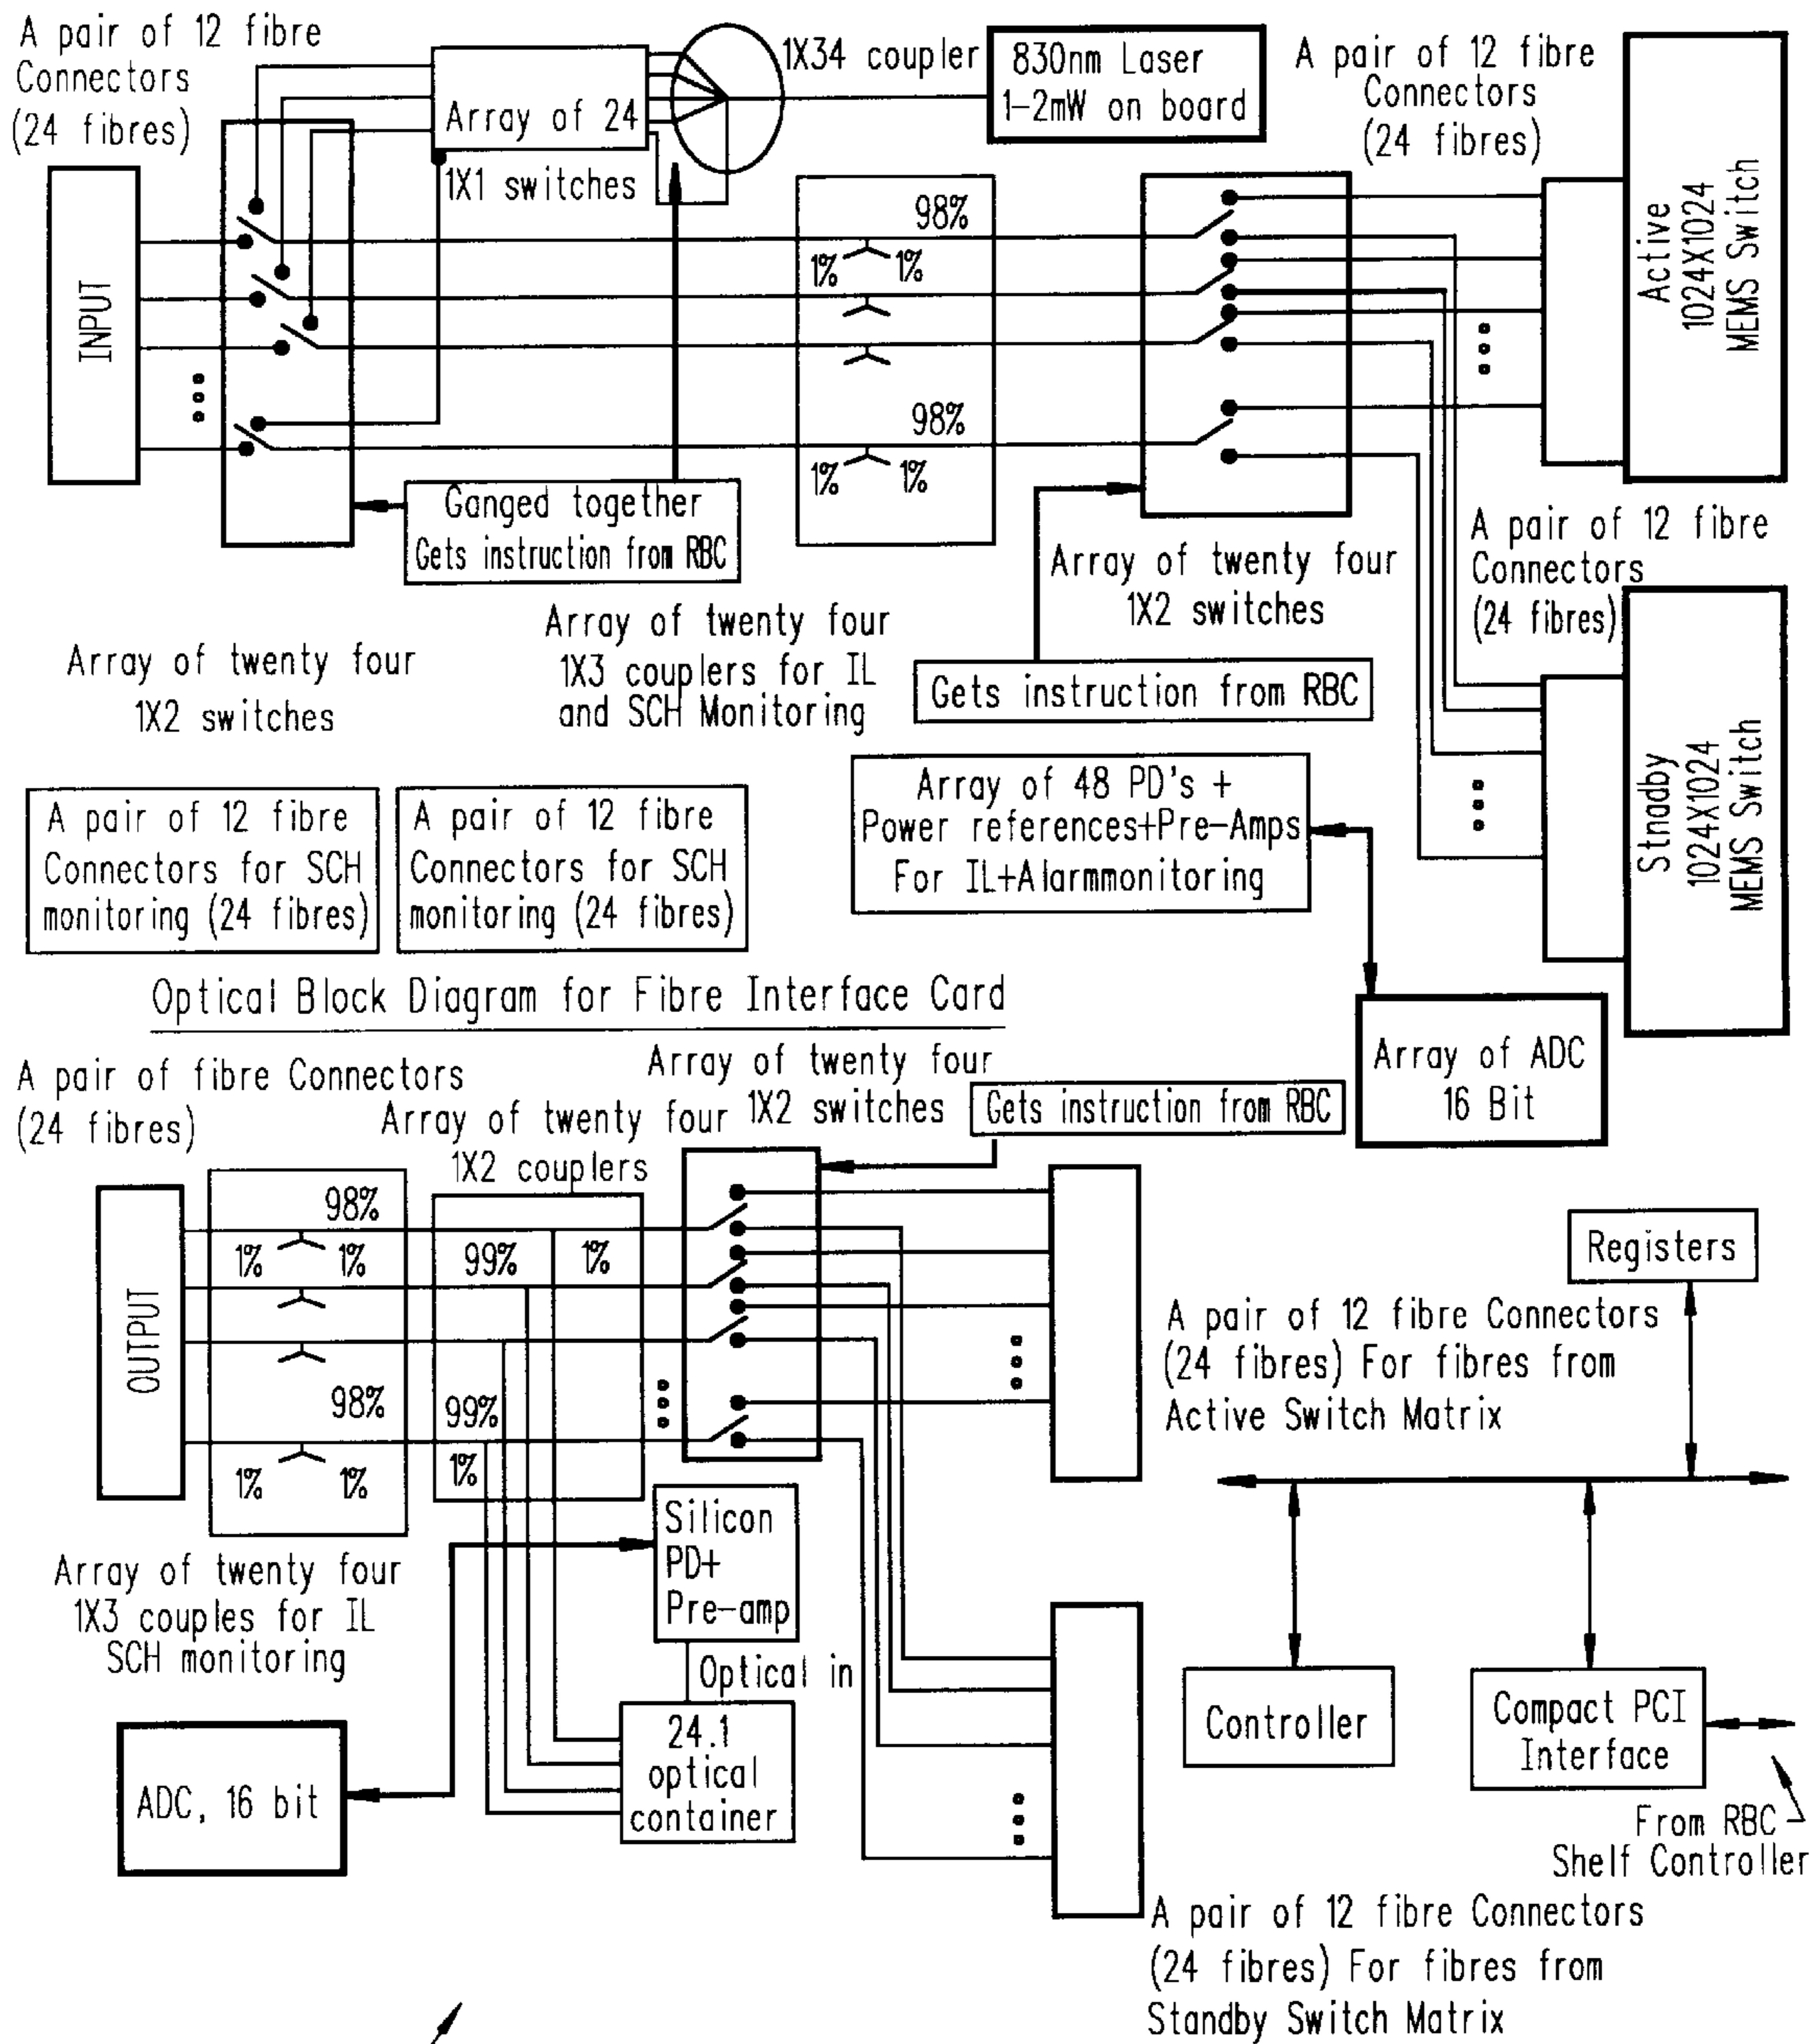 A pair of 12 fibre
Connectors
(24 fibres)
Array of 24
1X1 switches
1X34 coupler
830nm Laser
1-2mW on board
A pair of 12 fibre
Connectors
(24 fibres)
Active
1024X1024
MEMS Switch
INPUT
98%
1% 1%
98%
1% 1%
Ganged together
Gets instruction from RBC
Array of twenty four
1X2 switches
Array of twenty four
1X3 couplers for IL
and SCH Monitoring
Array of twenty four
1X2 switches
Gets instruction from RBC
A pair of 12 fibre
Connectors
(24 fibres)
Stnadby
1024X1024
MEMS Switch
A pair of 12 fibre
Connectors for SCH
monitoring (24 fibres)
A pair of 12 fibre
Connectors for SCH
monitoring (24 fibres)
Array of 48 PD's +
Power references+Pre-Amps
For IL+Alarmmonitoring
Array of ADC
16 Bit
Optical Block Diagram for Fibre Interface Card
A pair of fibre Connectors
(24 fibres)
Array of twenty four
1X2 couplers
Array of twenty four
1X2 switches
Gets instruction from RBC
OUTPUT
98%
1% 1%
99% 1%
98%
1% 1%
99%
1%
Array of twenty four
1X3 couples for IL
SCH monitoring
Silicon
PD+
Pre-amp
Optical in
24.1
optical
container
ADC, 16 bit
A pair of 12 fibre Connectors
(24 fibres) For fibres from
Active Switch Matrix
Registers
Controller
Compact PCI
Interface
From RBC
Shelf Controller
A pair of 12 fibre Connectors
(24 fibres) For fibres from
Standby Switch Matrix